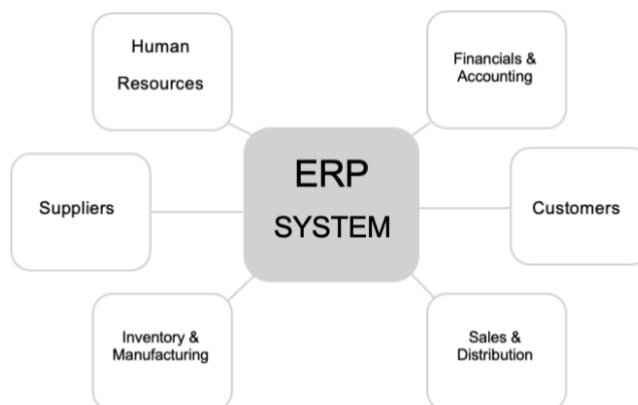 Human
Resources
Financials &
Accounting
ERP
SYSTEM
Suppliers
Customers
Inventory &
Manufacturing
Sales &
Distribution